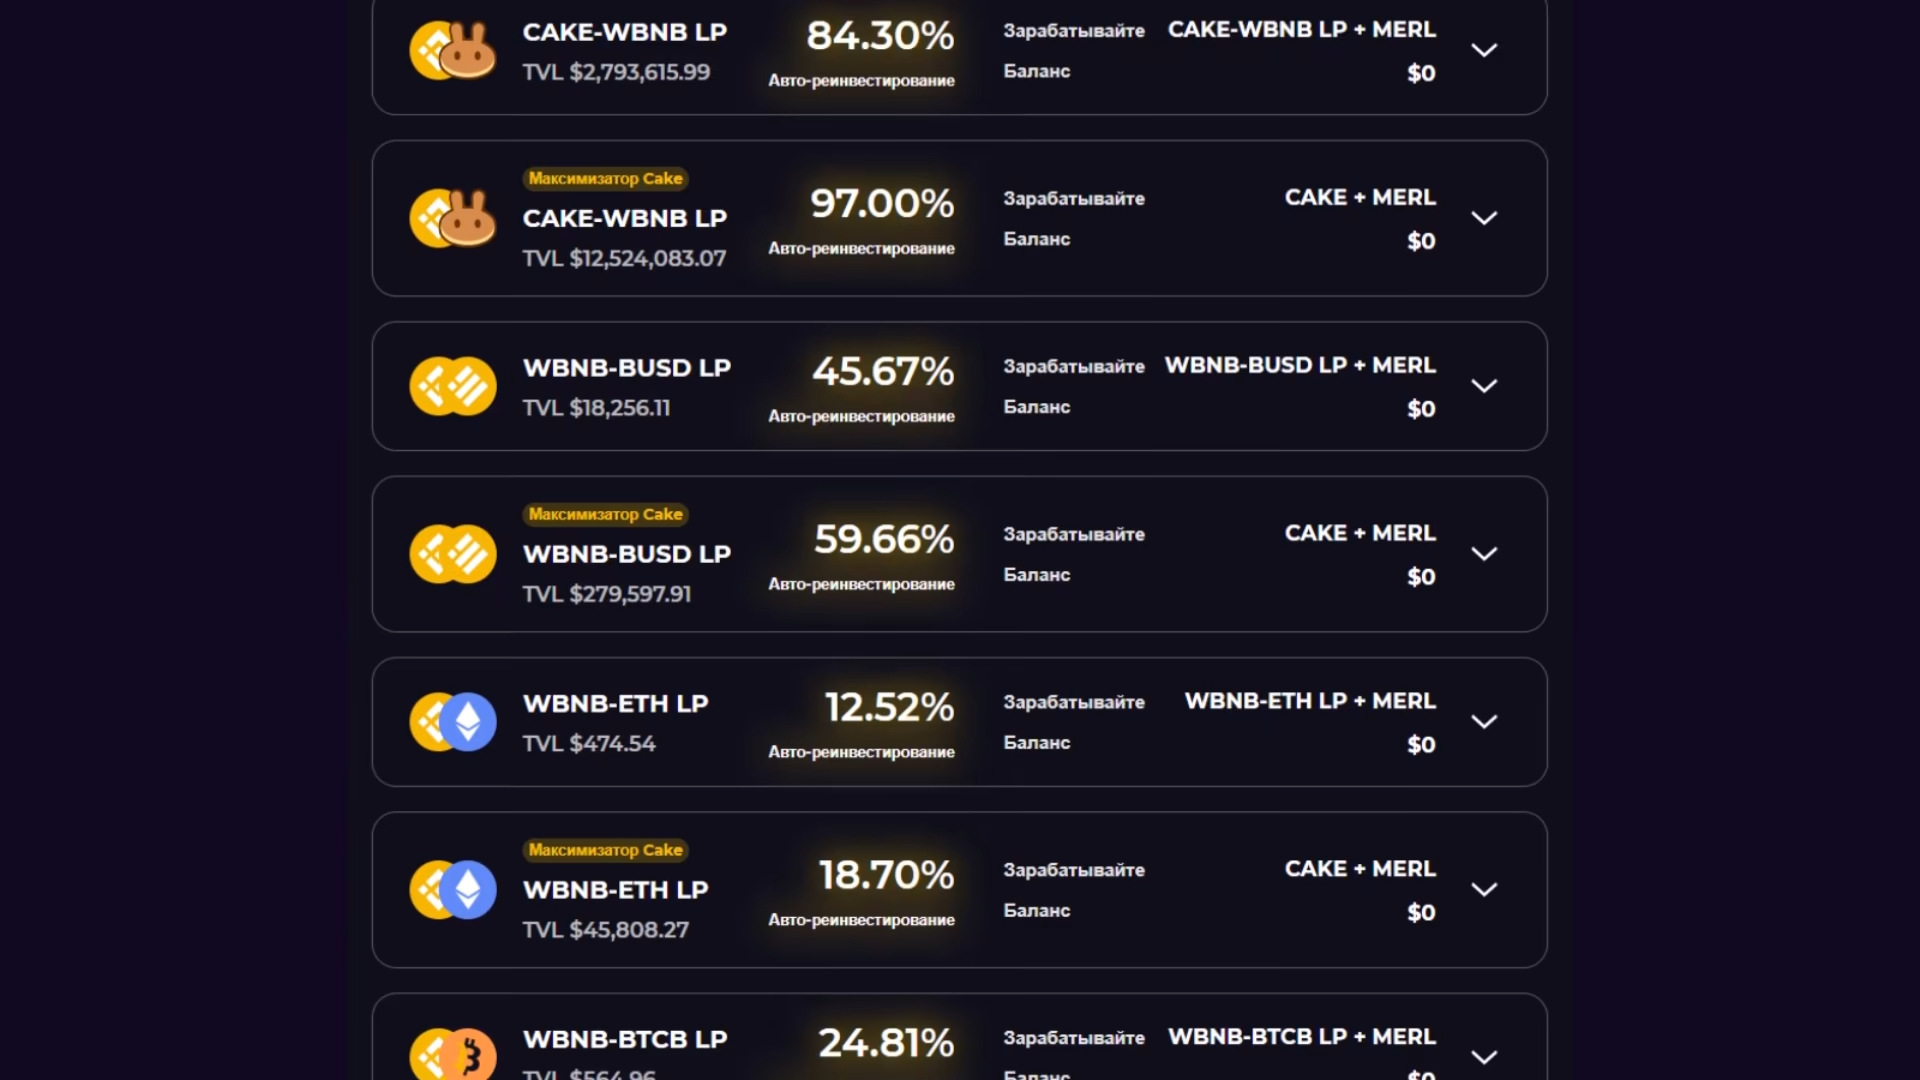 CAKE-WBNB LP
TVL $2,793,615.99
84.30%
Авто-реинвестирование
Зарабатывайте CAKE-WBNB LP + MERL
Баланс $0
Максимизатор Cake
CAKE-WBNB LP
TVL $12,524,083.07
97.00%
Авто-реинвестирование
Зарабатывайте CAKE + MERL
Баланс $0
WBNB-BUSD LP
TVL $18,256.11
45.67%
Авто-реинвестирование
Зарабатывайте WBNB-BUSD LP + MERL
Баланс $0
Максимизатор Cake
WBNB-BUSD LP
TVL $279,597.91
59.66%
Авто-реинвестирование
Зарабатывайте CAKE + MERL
Баланс $0
WBNB-ETH LP
TVL $474.54
12.52%
Авто-реинвестирование
Зарабатывайте WBNB-ETH LP + MERL
Баланс $0
Максимизатор Cake
WBNB-ETH LP
TVL $45,808.27
18.70%
Авто-реинвестирование
Зарабатывайте CAKE + MERL
Баланс $0
WBNB-BTCB LP
TVL $564.96
24.81%
Зарабатывайте WBNB-BTCB LP + MERL
Баланс $0